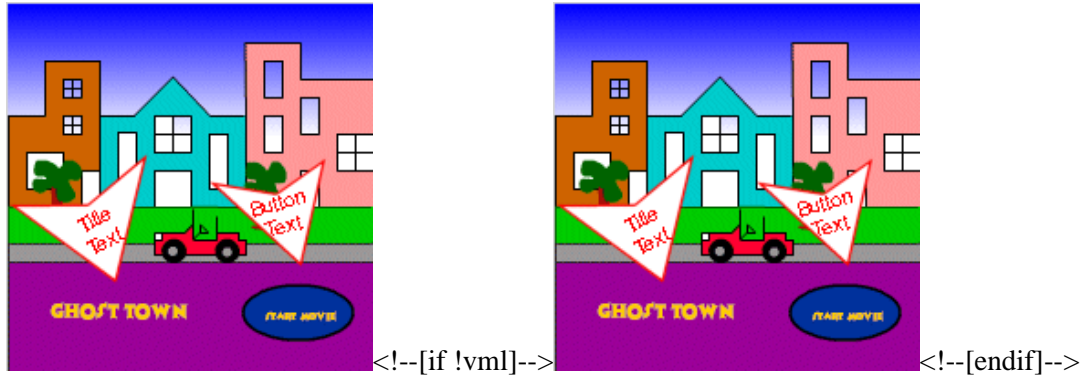 Title
Text
Button
Text
GHOST TOWN
START MOVIE
<!--[if !vml]-->
Title
Text
Button
Text
GHOST TOWN
START MOVIE
<!--[endif]-->